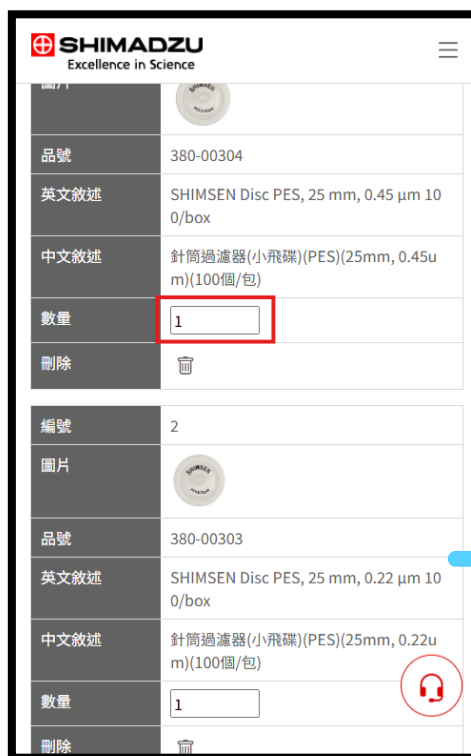 SHIMADZU
Excellence in Science
圖片
SHIMSEN
品號 380-00304
英文敘述 SHIMSEN Disc PES, 25 mm, 0.45 µm 10
0/box
中文敘述 針筒過濾器(小飛碟)(PES)(25mm, 0.45u
m)(100個/包)
數量 1
刪除
編號 2
圖片
SHIMSEN
品號 380-00303
英文敘述 SHIMSEN Disc PES, 25 mm, 0.22 µm 10
0/box
中文敘述 針筒過濾器(小飛碟)(PES)(25mm, 0.22u
m)(100個/包)
數量 1
刪除